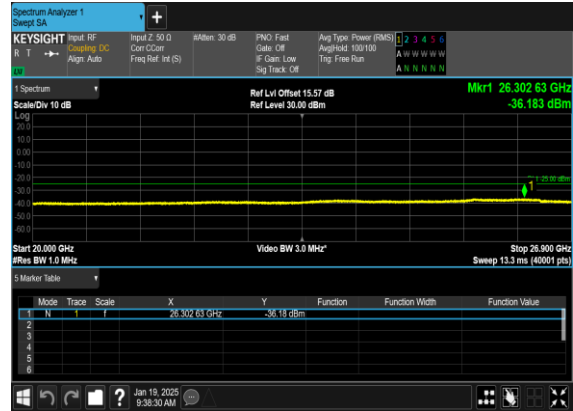 Spectrum Analyzer 1
Swept SA
+
KEYSIGHT Input: RF Input Z: 50 Ω #Atten: 30 dB PNO: Fast Avg Type: Power (RMS) 1 2 3 4 5 6
R T Coupling: DC Corr CCorr Gate: Off Avg|Hold: 100/100 A W W W W W
Align: Auto Freq Ref: Int (S) IF Gain: Low Trig: Free Run
LM Sig Track: Off A N N N N N
1 Spectrum Ref Lvl Offset 15.57 dB Mkr1 26.302 63 GHz
Scale/Div 10 dB Ref Level 30.00 dBm -36.183 dBm
Log
20.0
10.0
0.00
-10.0
-20.0
-25.00 dBm
1
-30.0
-40.0
-50.0
-60.0
Start 20.000 GHz Video BW 3.0 MHz* Stop 26.900 GHz
#Res BW 1.0 MHz Sweep 13.3 ms (40001 pts)
5 Marker Table
Mode Trace Scale X Y Function Function Width Function Value
1 N 1 f 26.302 63 GHz -36.18 dBm
2
3
4
5
6
Jan 19, 2025
9:38:30 AM